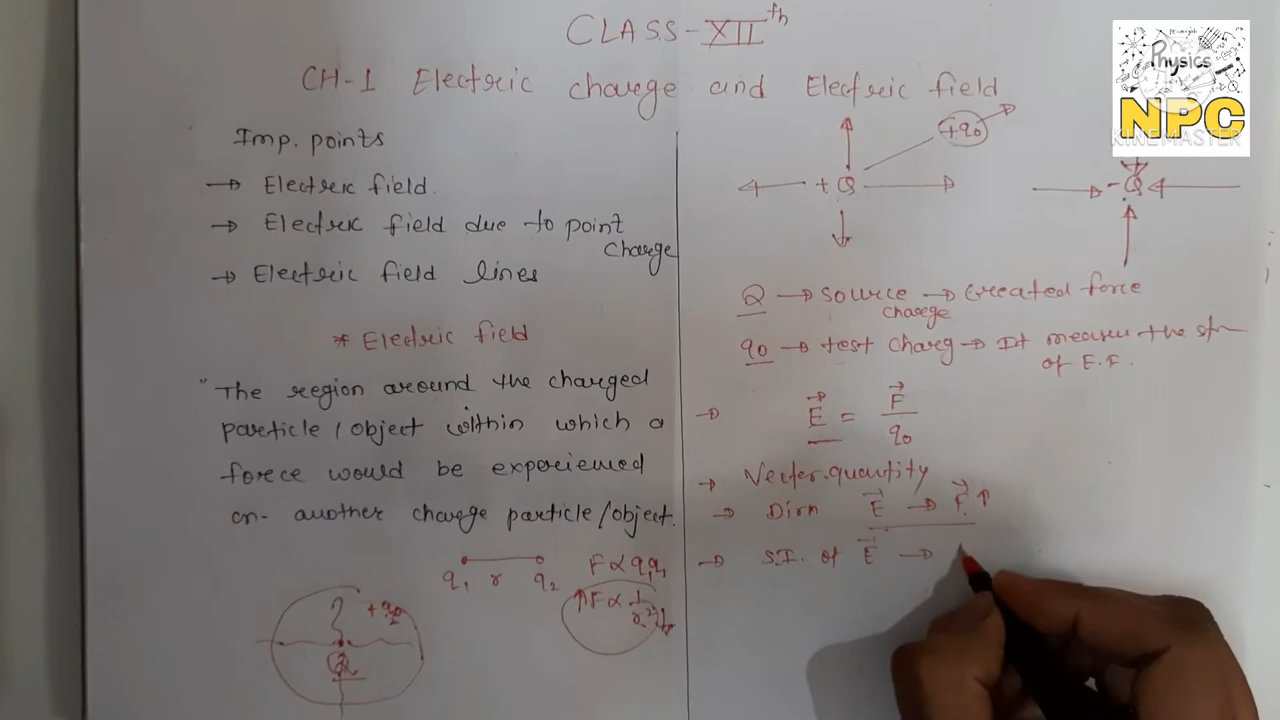 CLASS-XIIth
CH-1 Electric charge and Electric field
Physics
NPC
KINEMASTER
Imp. points
→ Electric field.
→ Electric field due to point
charge
→ Electric field lines
* Electric field
"The region around the charged
particle/object within which a
force would be experienced
on another charge particle/object.
q1 r q2
F ∝ q1q2
↑F ∝ 1/r²↓
+q0
Q
+q0
+Q
-Q
Q → source → created force
charge
q0 → test charg → It measure the
of E.F.
→ E⃗ = F⃗/q0
→ Vecter quantity
→ Dirn E⃗ → F⃗ ↑
→ S.I. of E⃗ →